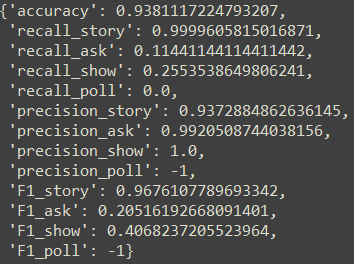 {'accuracy': 0.9381117224793207,
'recall_story': 0.9999605815016871,
'recall_ask': 0.11441144114411442,
'recall_show': 0.2553538649806241,
'recall_poll': 0.0,
'precision_story': 0.9372884862636145,
'precision_ask': 0.9920508744038156,
'precision_show': 1.0,
'precision_poll': -1,
'F1_story': 0.9676107789693342,
'F1_ask': 0.20516192668091401,
'F1_show': 0.4068237205523964,
'F1_poll': -1}